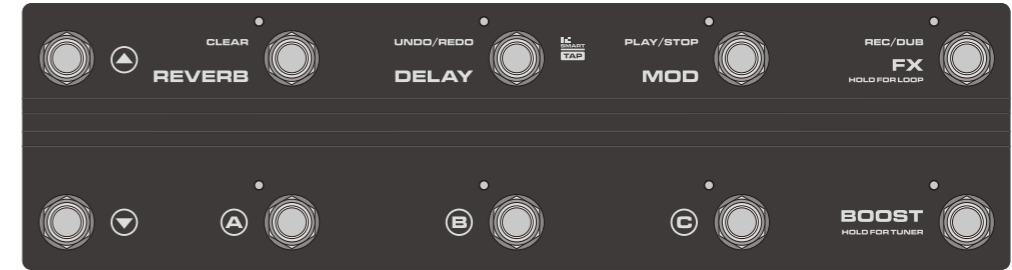 CLEAR
REVERB
UNDO/REDO
DELAY
SMART
TAP
PLAY/STOP
MOD
REC/DUB
FX
HOLD FOR LOOP
A
B
C
BOOST
HOLD FOR TUNER